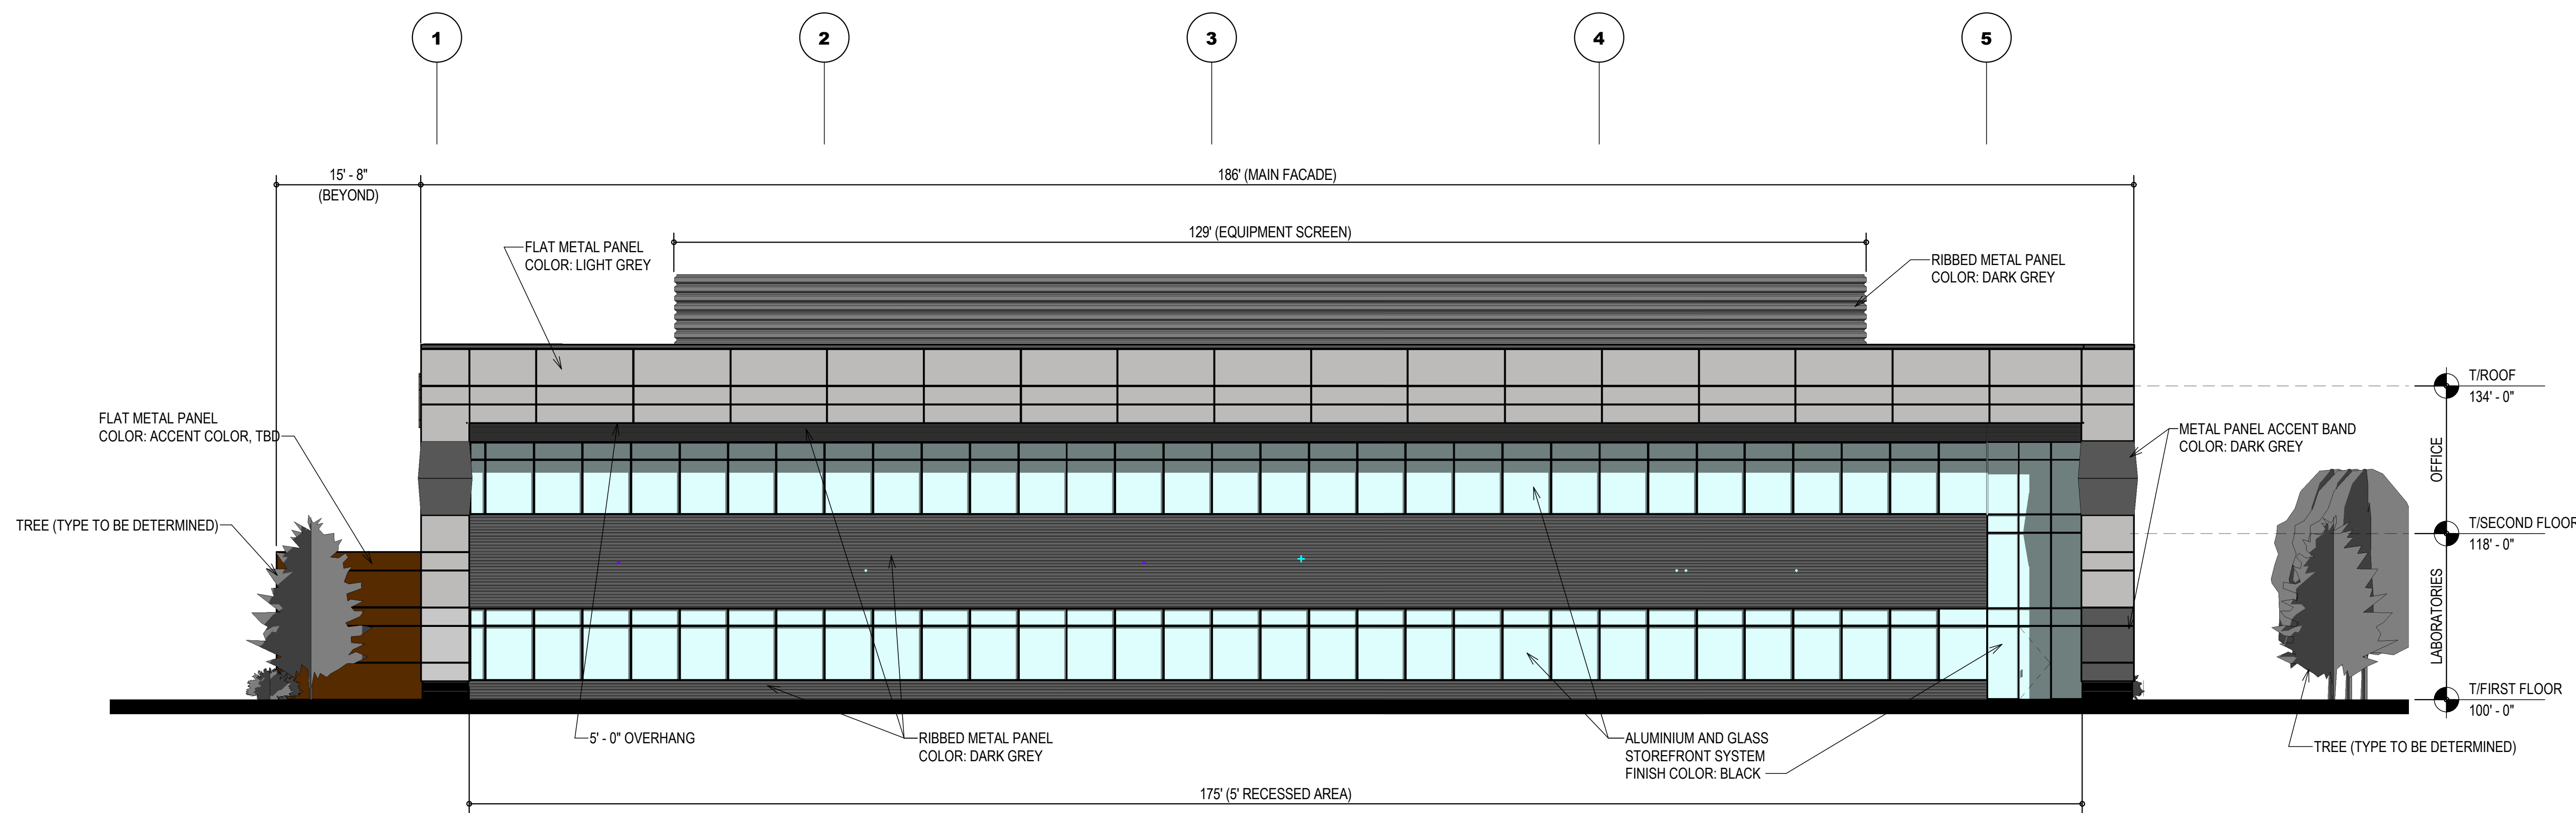 1
2
3
4
5
15' - 8"
(BEYOND)
186' (MAIN FACADE)
129' (EQUIPMENT SCREEN)
FLAT METAL PANEL
COLOR: LIGHT GREY
RIBBED METAL PANEL
COLOR: DARK GREY
FLAT METAL PANEL
COLOR: ACCENT COLOR, TBD
T/ROOF
134' - 0"
METAL PANEL ACCENT BAND
COLOR: DARK GREY
OFFICE
TREE (TYPE TO BE DETERMINED)
T/SECOND FLOOR
118' - 0"
LABORATORIES
T/FIRST FLOOR
100' - 0"
5' - 0" OVERHANG
RIBBED METAL PANEL
COLOR: DARK GREY
ALUMINIUM AND GLASS
STOREFRONT SYSTEM
FINISH COLOR: BLACK
TREE (TYPE TO BE DETERMINED)
175' (5' RECESSED AREA)